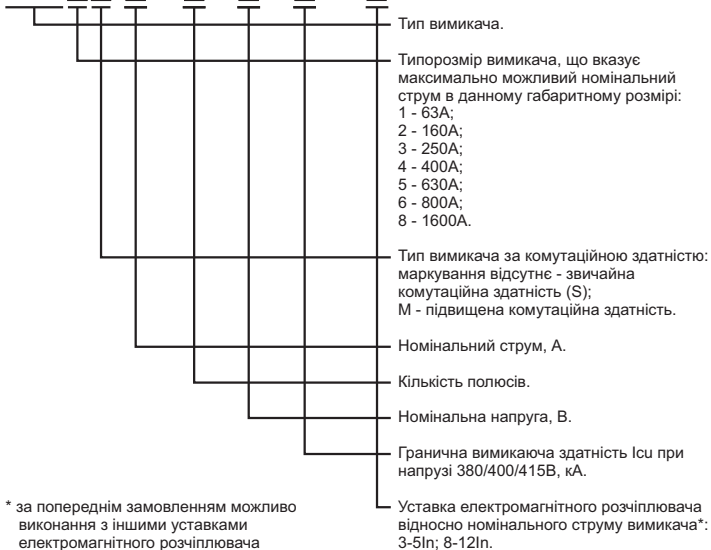 Тип вимикача.
Типорозмір вимикача, що вказує
максимально можливий номінальний
струм в данному габаритному розмірі:
1 - 63А;
2 - 160А;
3 - 250А;
4 - 400А;
5 - 630А;
6 - 800А;
8 - 1600А.
Тип вимикача за комутаційною здатністю:
маркування відсутнє - звичайна
комутаційна здатність (S);
М - підвищена комутаційна здатність.
Номінальний струм, А.
Кількість полюсів.
Номінальна напруга, В.
Гранична вимикаюча здатність Icu при
напрузі 380/400/415В, кА.
Уставка електромагнітного розчіплювача
відносно номінального струму вимикача*:
3-5In; 8-12In.
* за попереднім замовленням можливо
виконання з іншими уставками
електромагнітного розчіплювача